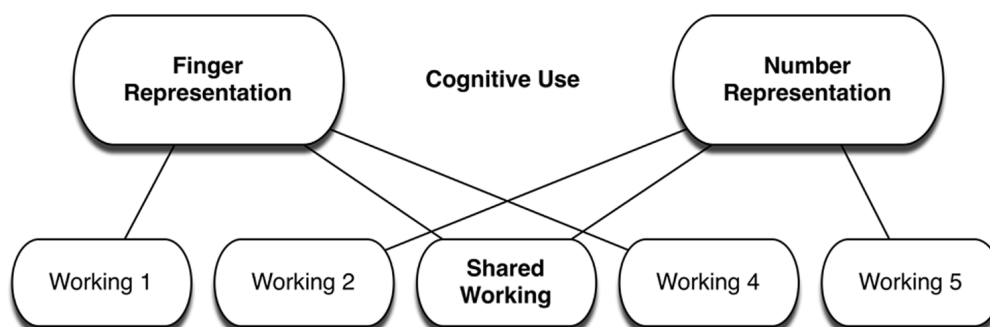 Finger
Representation
Cognitive Use
Number
Representation
Working 1
Working 2
Shared
Working
Working 4
Working 5